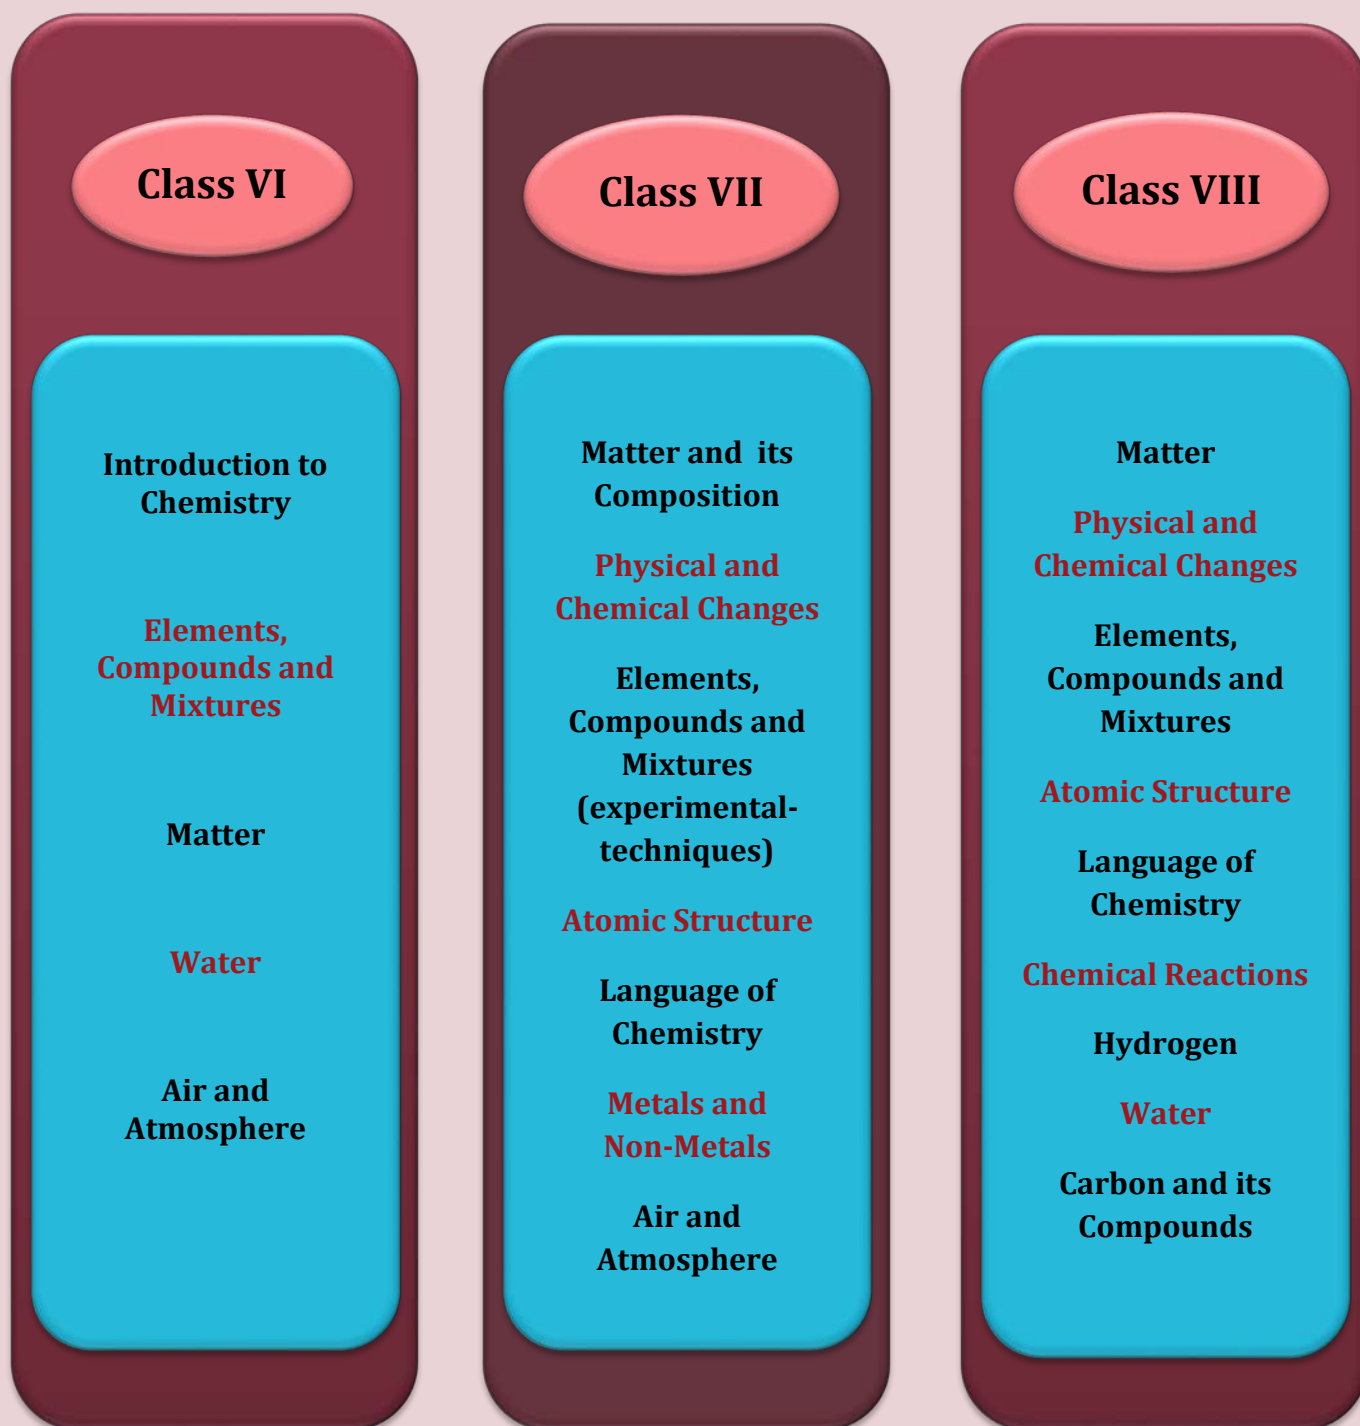 Class VI
Introduction to
Chemistry
Elements,
Compounds and
Mixtures
Matter
Water
Air and
Atmosphere
Class VII
Matter and its
Composition
Physical and
Chemical Changes
Elements,
Compounds and
Mixtures
(experimental-
techniques)
Atomic Structure
Language of
Chemistry
Metals and
Non-Metals
Air and
Atmosphere
Class VIII
Matter
Physical and
Chemical Changes
Elements,
Compounds and
Mixtures
Atomic Structure
Language of
Chemistry
Chemical Reactions
Hydrogen
Water
Carbon and its
Compounds